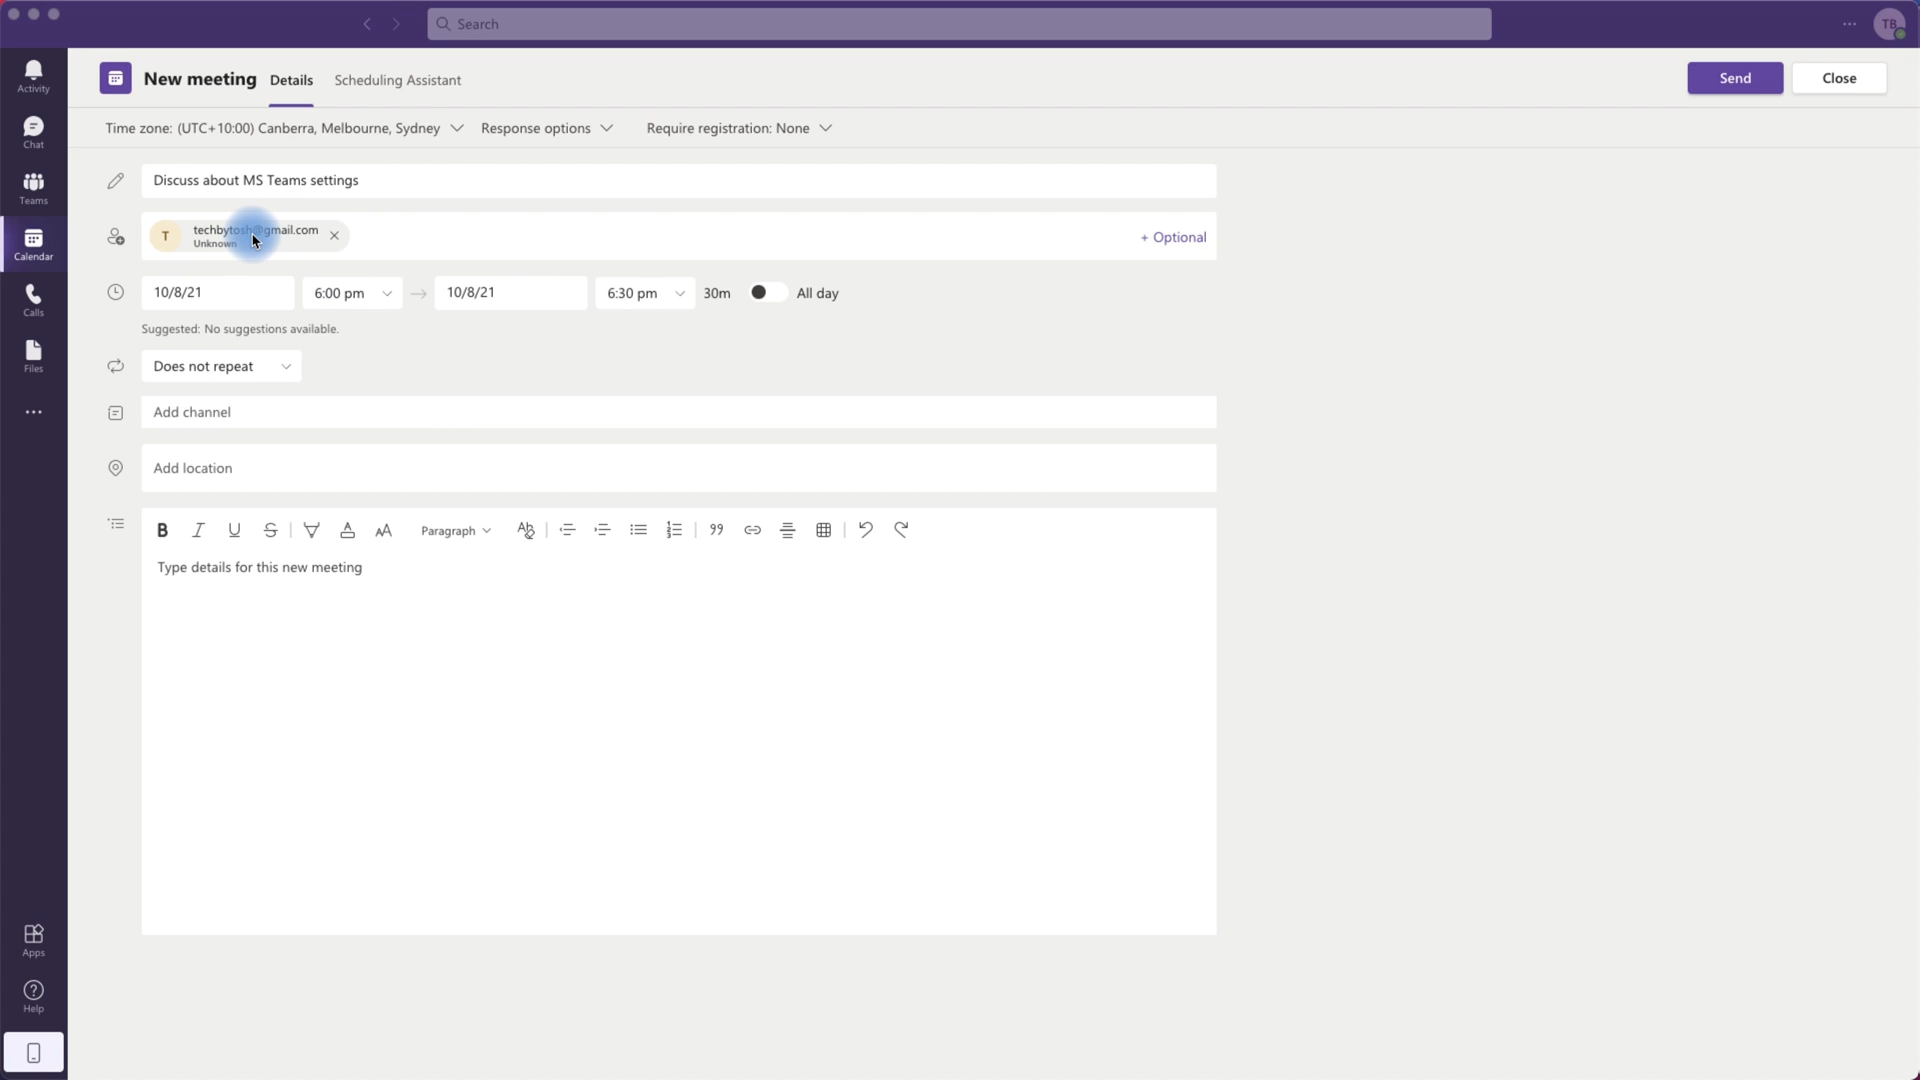 Search
TB
Activity
Chat
Teams
Calendar
Calls
Files
Apps
Help
New meeting Details Scheduling Assistant
Send Close
Time zone: (UTC+10:00) Canberra, Melbourne, Sydney Response options Require registration: None
Discuss about MS Teams settings
T techbytosh@gmail.com
Unknown
+ Optional
10/8/21 6:00 pm → 10/8/21 6:30 pm 30m All day
Suggested: No suggestions available.
Does not repeat
Add channel
Add location
Paragraph
Type details for this new meeting